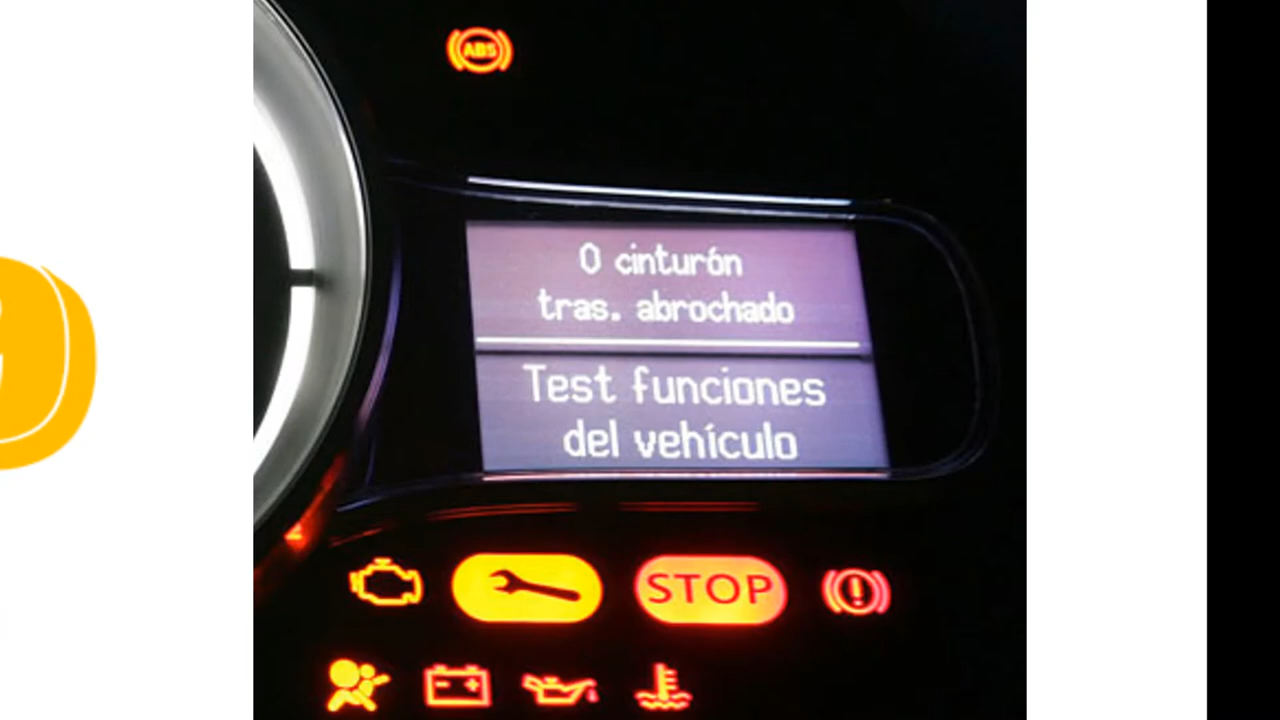 ABS
0 cinturón
tras. abrochado
Test funciones
del vehículo
STOP